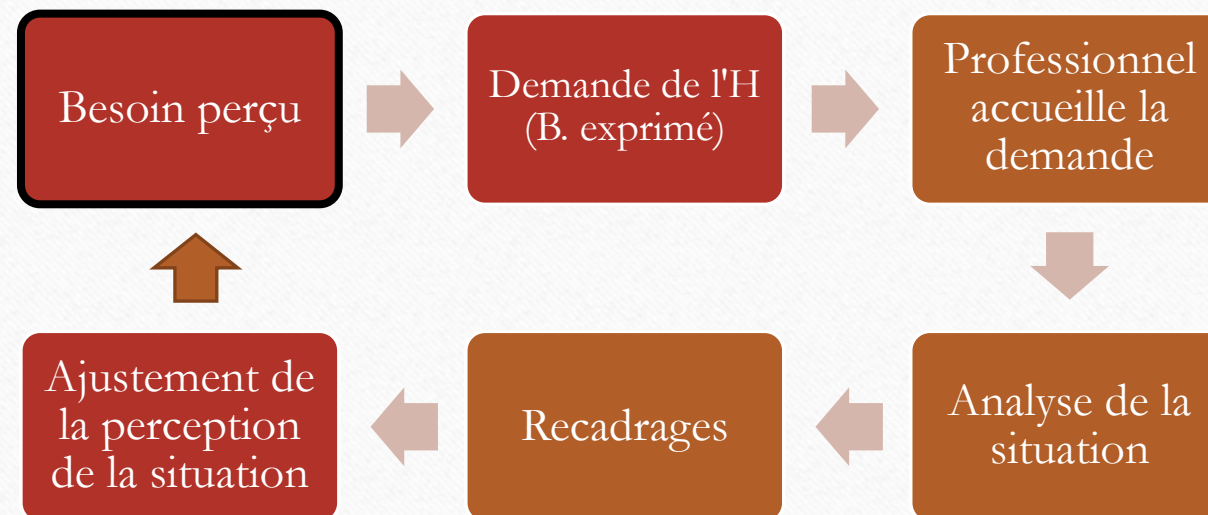 Besoin perçu
Demande de l'H
(B. exprimé)
Professionnel
accueille la
demande
Analyse de la
situation
Recadrages
Ajustement de
la perception
de la situation